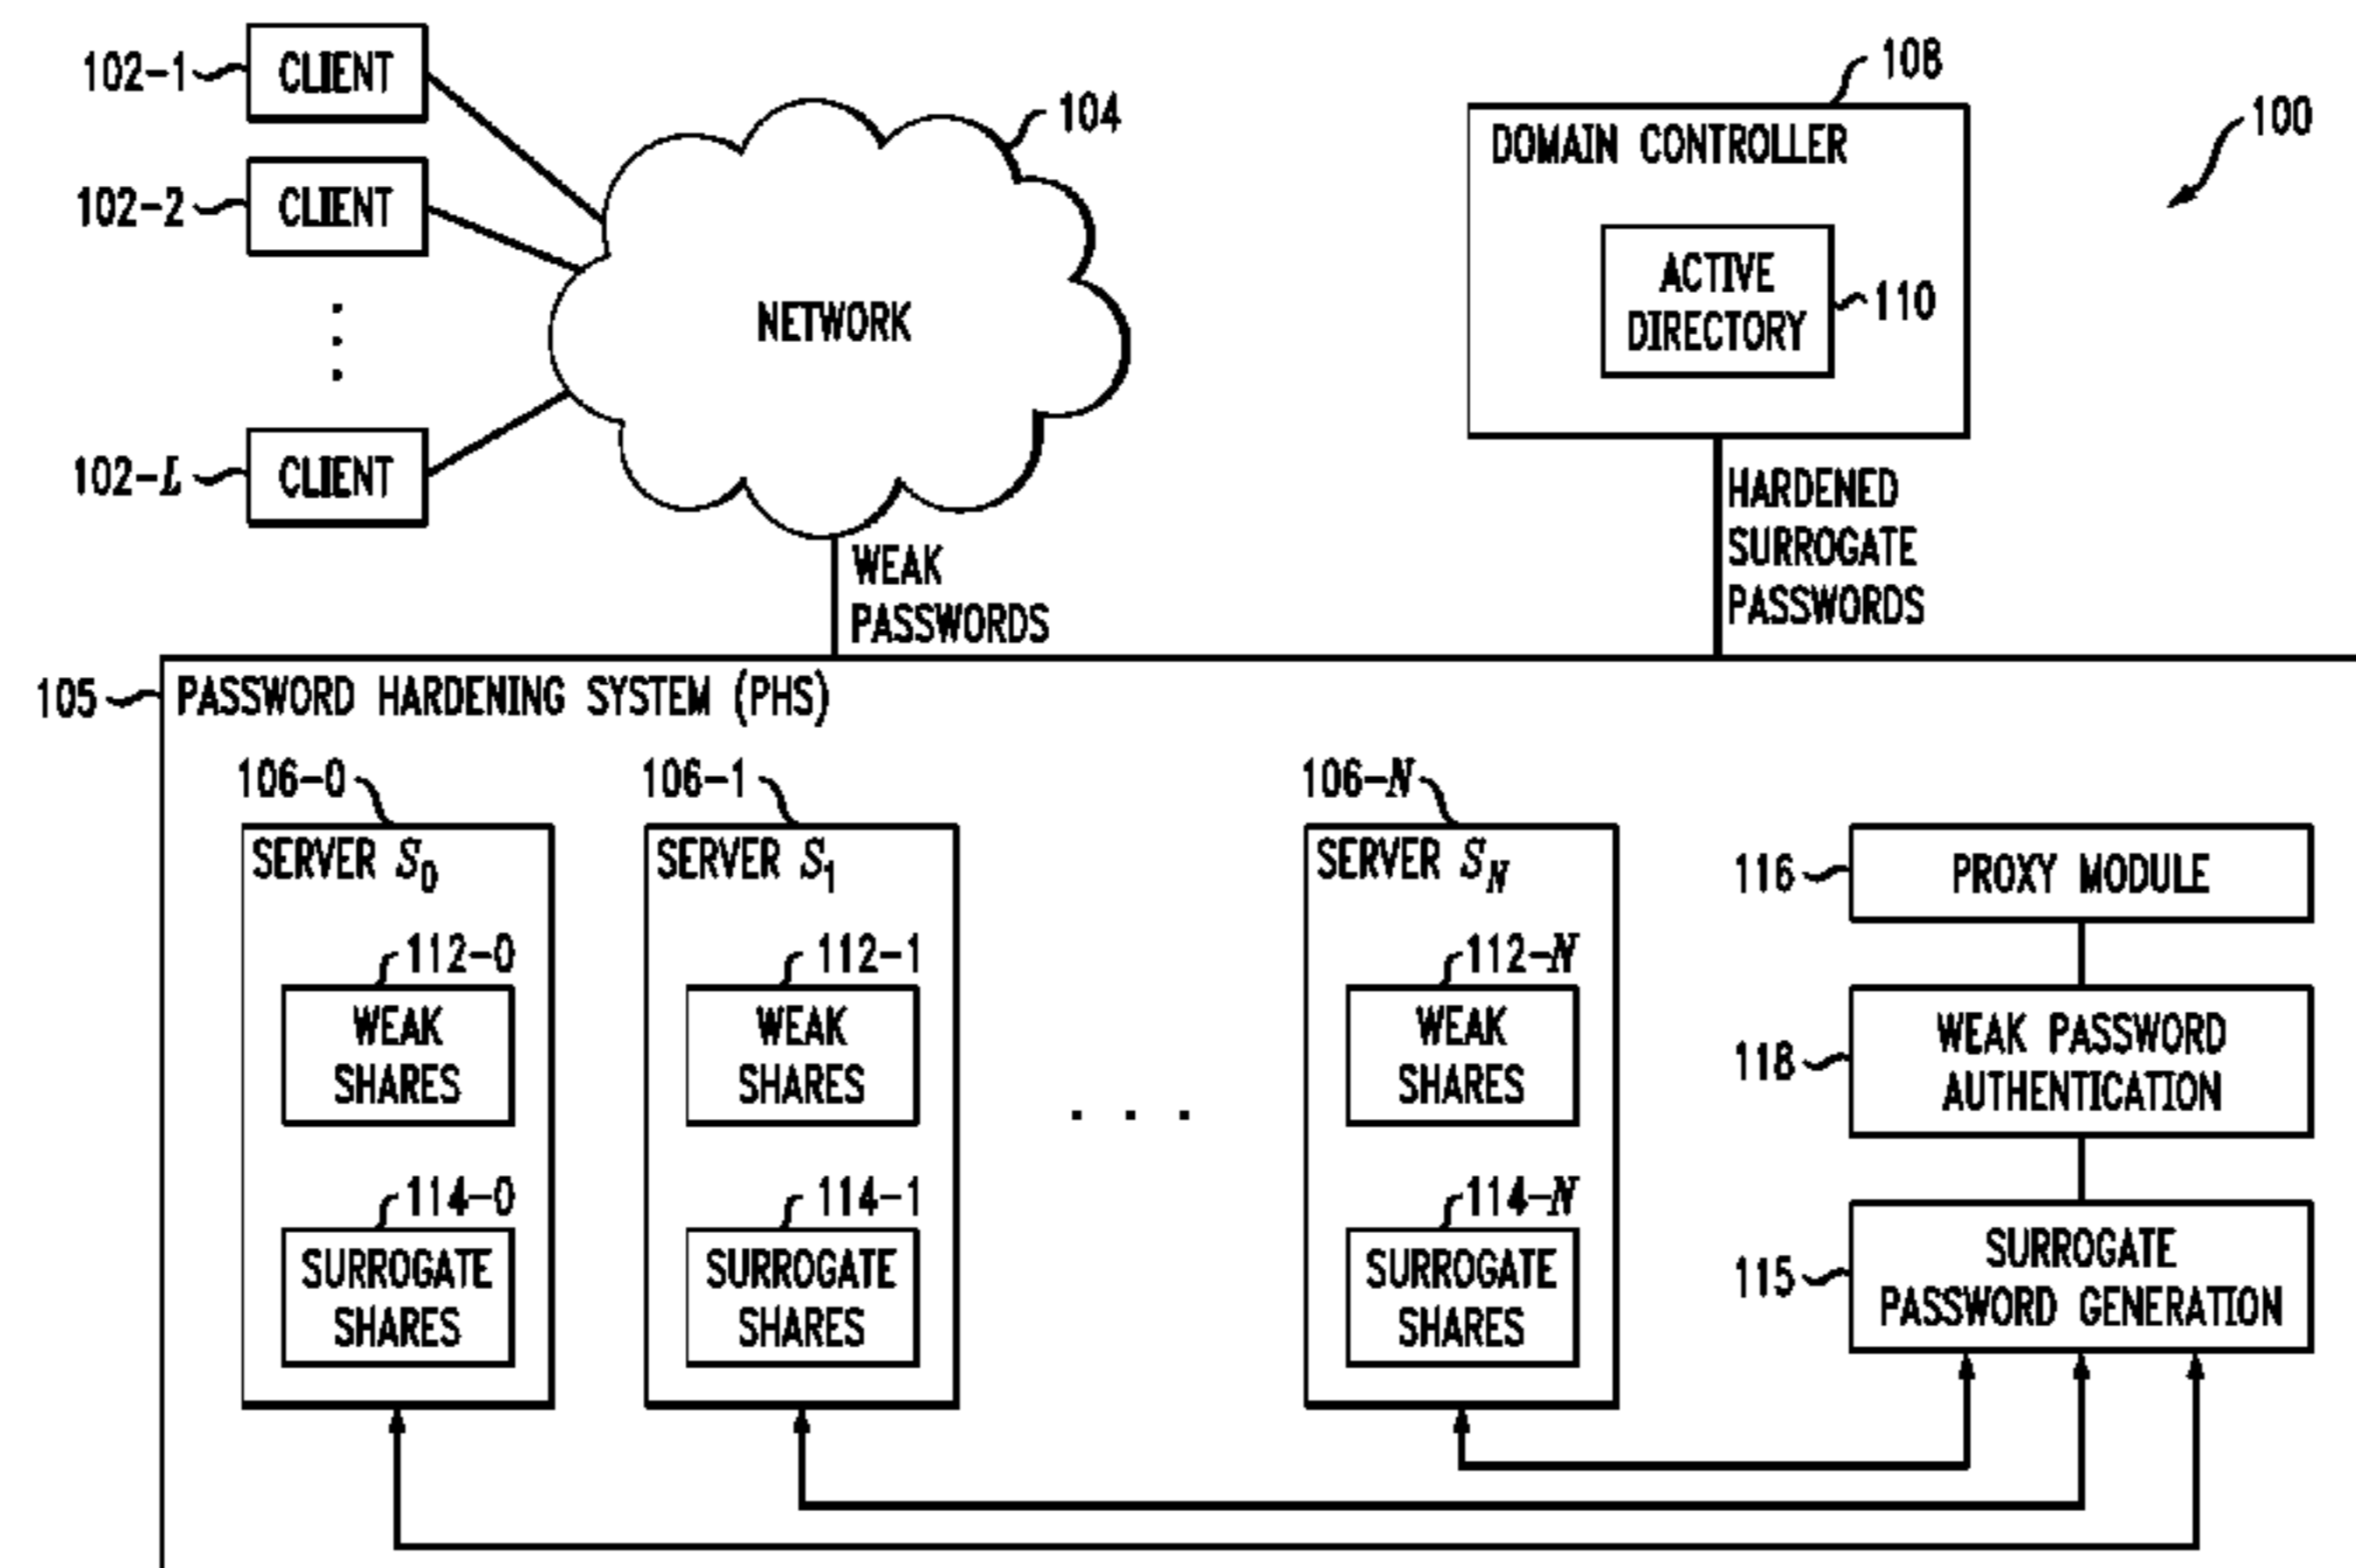 102-1
CLIENT
102-2
CLIENT
102-L
CLIENT
104
NETWORK
108
DOMAIN CONTROLLER
ACTIVE
DIRECTORY
110
100
WEAK
PASSWORDS
HARDENED
SURROGATE
PASSWORDS
105
PASSWORD HARDENING SYSTEM (PHS)
106-0
SERVER S0
112-0
WEAK
SHARES
114-0
SURROGATE
SHARES
106-1
SERVER S1
112-1
WEAK
SHARES
114-1
SURROGATE
SHARES
. . .
106-N
SERVER SN
112-N
WEAK
SHARES
114-N
SURROGATE
SHARES
116
PROXY MODULE
118
WEAK PASSWORD
AUTHENTICATION
115
SURROGATE
PASSWORD GENERATION